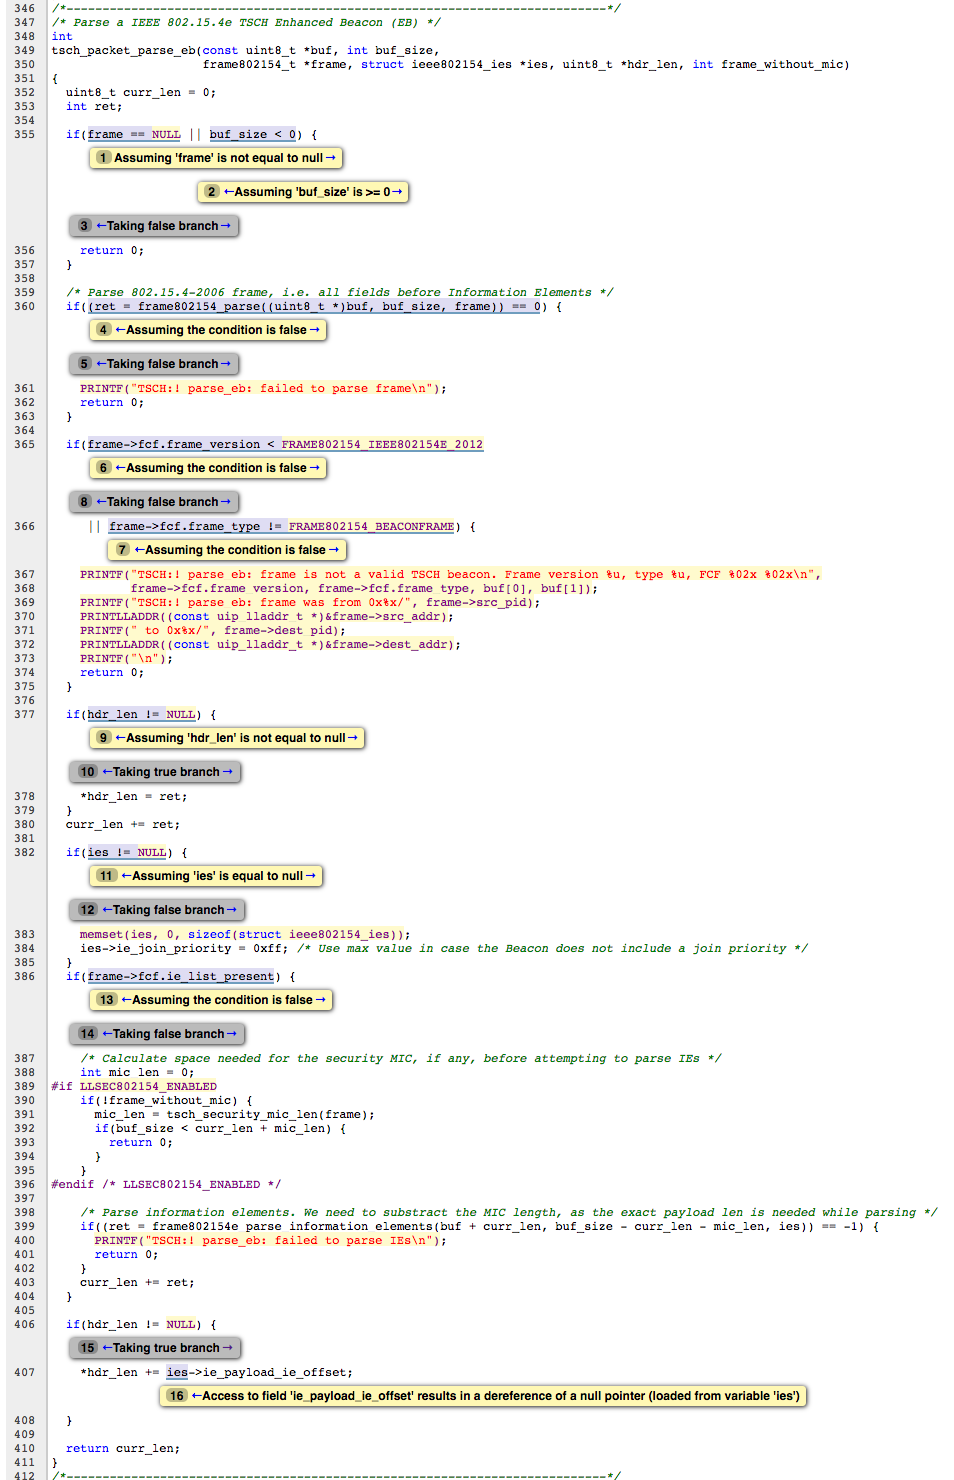 346 /*---------------------------------------------------------------------------*/
347 /* Parse a IEEE 802.15.4e TSCH Enhanced Beacon (EB) */
348 int
349 tsch_packet_parse_eb(const uint8_t *buf, int buf_size,
350 frame802154_t *frame, struct ieee802154_ies *ies, uint8_t *hdr_len, int frame_without_mic)
351 {
352 uint8_t curr_len = 0;
353 int ret;
354
355 if(frame == NULL || buf_size < 0) {
1 Assuming 'frame' is not equal to null →
2 ←Assuming 'buf_size' is >= 0→
3 ←Taking false branch→
356 return 0;
357 }
358
359 /* Parse 802.15.4-2006 frame, i.e. all fields before Information Elements */
360 if((ret = frame802154_parse((uint8_t *)buf, buf_size, frame)) == 0) {
4 ←Assuming the condition is false →
5 ←Taking false branch→
361 PRINTF("TSCH:! parse_eb: failed to parse frame\n");
362 return 0;
363 }
364
365 if(frame->fcf.frame_version < FRAME802154_IEEE802154E_2012
6 ←Assuming the condition is false →
8 ←Taking false branch→
366 || frame->fcf.frame_type != FRAME802154_BEACONFRAME) {
7 ←Assuming the condition is false →
367 PRINTF("TSCH:! parse_eb: frame is not a valid TSCH beacon. Frame version %u, type %u, FCF %02x %02x\n",
368 frame->fcf.frame_version, frame->fcf.frame_type, buf[0], buf[1]);
369 PRINTF("TSCH:! parse_eb: frame was from 0x%x/", frame->src_pid);
370 PRINTLLADDR((const uip_lladdr_t *)&frame->src_addr);
371 PRINTF(" to 0x%x/", frame->dest_pid);
372 PRINTLLADDR((const uip_lladdr_t *)&frame->dest_addr);
373 PRINTF("\n");
374 return 0;
375 }
376
377 if(hdr_len != NULL) {
9 ←Assuming 'hdr_len' is not equal to null→
10 ←Taking true branch→
378 *hdr_len = ret;
379 }
380 curr_len += ret;
381
382 if(ies != NULL) {
11 ←Assuming 'ies' is equal to null→
12 ←Taking false branch→
383 memset(ies, 0, sizeof(struct ieee802154_ies));
384 ies->ie_join_priority = 0xff; /* Use max value in case the Beacon does not include a join priority */
385 }
386 if(frame->fcf.ie_list_present) {
13 ←Assuming the condition is false →
14 ←Taking false branch→
387 /* Calculate space needed for the security MIC, if any, before attempting to parse IEs */
388 int mic_len = 0;
389 #if LLSEC802154_ENABLED
390 if(!frame_without_mic) {
391 mic_len = tsch_security_mic_len(frame);
392 if(buf_size < curr_len + mic_len) {
393 return 0;
394 }
395 }
396 #endif /* LLSEC802154_ENABLED */
397
398 /* Parse information elements. We need to substract the MIC length, as the exact payload len is needed while parsing */
399 if((ret = frame802154e_parse_information_elements(buf + curr_len, buf_size - curr_len - mic_len, ies)) == -1) {
400 PRINTF("TSCH:! parse_eb: failed to parse IEs\n");
401 return 0;
402 }
403 curr_len += ret;
404 }
405
406 if(hdr_len != NULL) {
15 ←Taking true branch→
407 *hdr_len += ies->ie_payload_ie_offset;
16 ←Access to field 'ie_payload_ie_offset' results in a dereference of a null pointer (loaded from variable 'ies')
408 }
409
410 return curr_len;
411 }
412 /*---------------------------------------------------------------------------*/